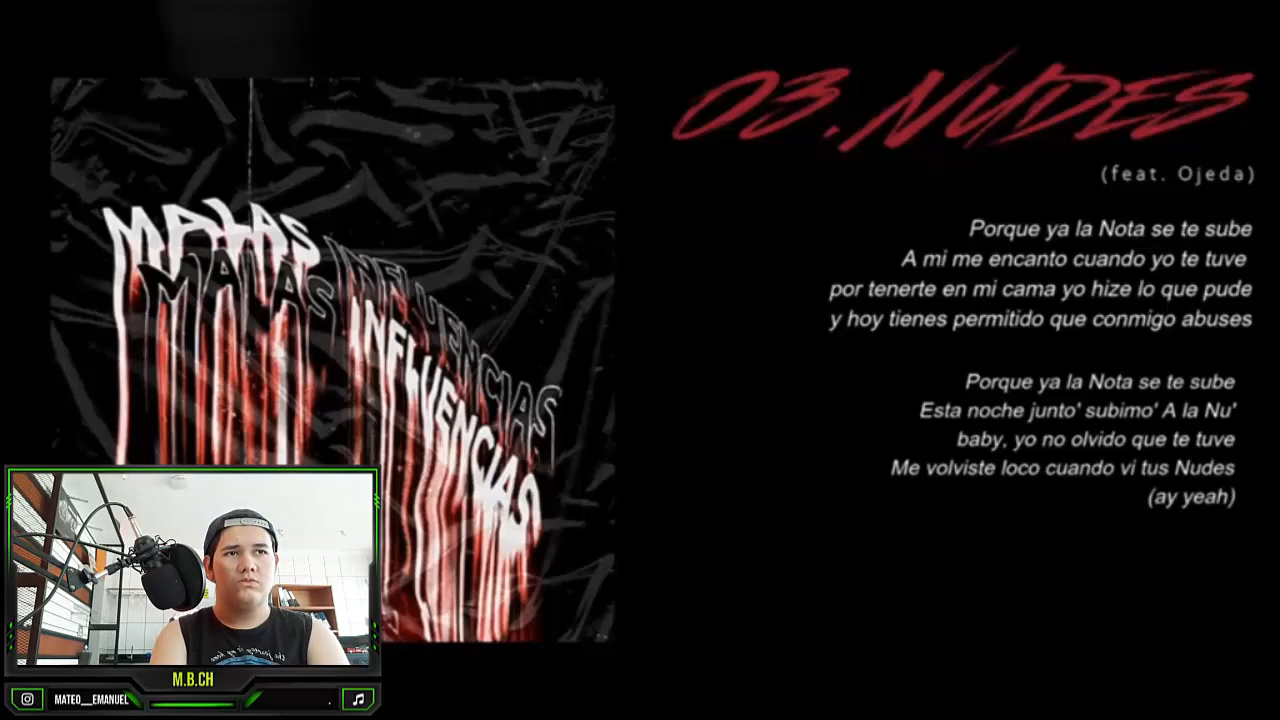 03. NUDES
(feat. Ojeda)
Porque ya la Nota se te sube
A mi me encanto cuando yo te tuve
por tenerte en mi cama yo hize lo que pude
y hoy tienes permitido que conmigo abuses
Porque ya la Nota se te sube
Esta noche junto' subimo' A la Nu'
baby, yo no olvido que te tuve
Me volviste loco cuando vi tus Nudes
(ay yeah)
MALAS
MALAS
INFLUENCIAS
INFLUENCIAS
M.B.CH
MATEO__EMANUEL